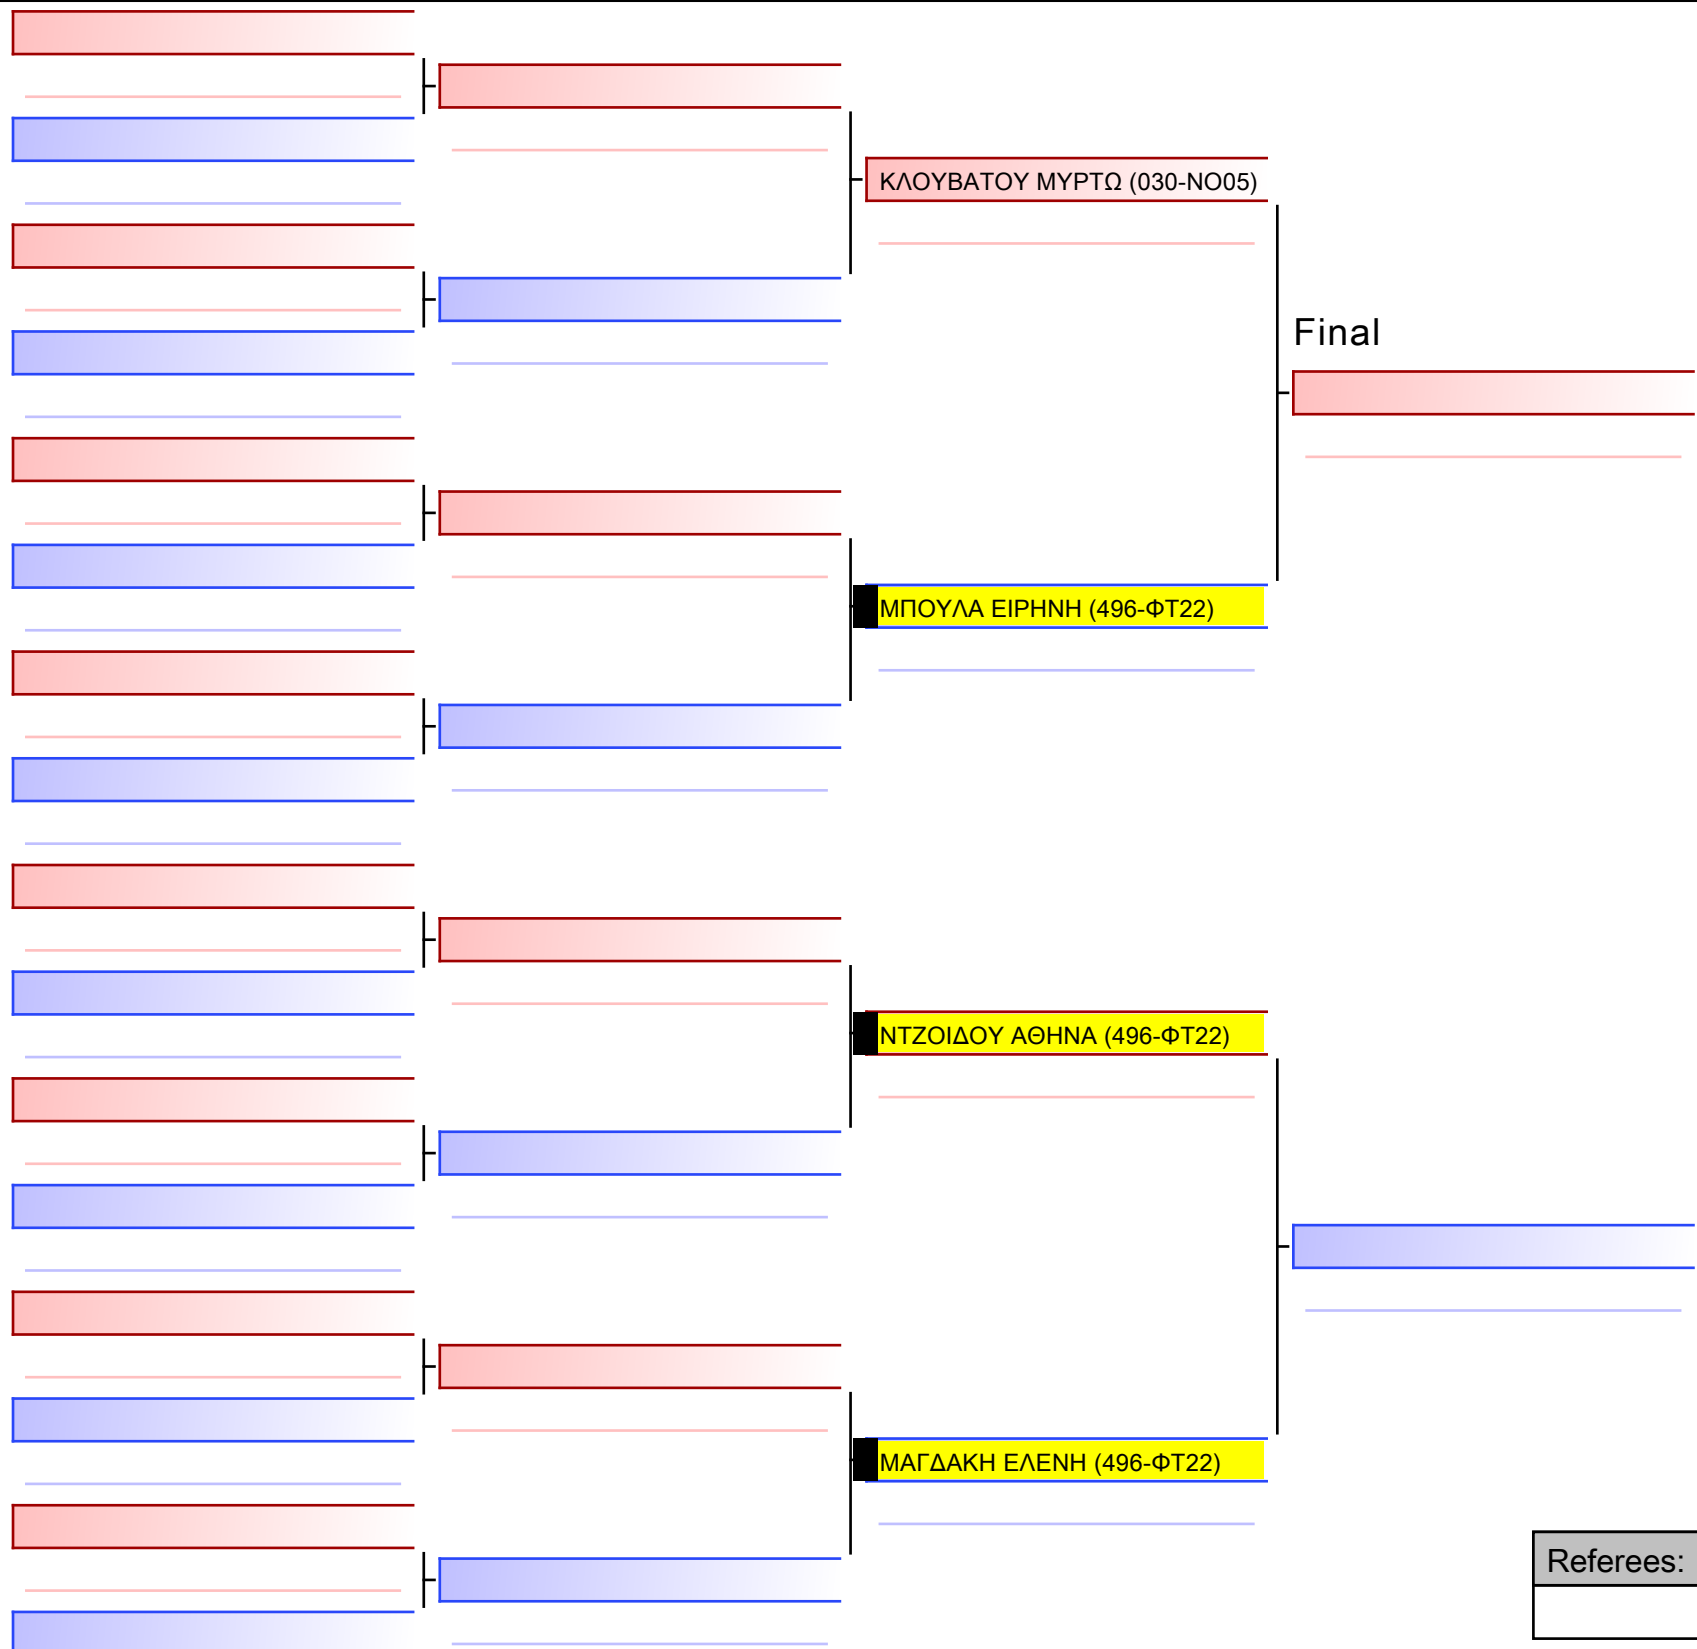 ΚΛΟΥΒΑΤΟΥ ΜΥΡΤΩ (030-ΝΟ05)
Final
ΜΠΟΥΛΑ ΕΙΡΗΝΗ (496-ΦΤ22)
ΝΤΖΟΙΔΟΥ ΑΘΗΝΑ (496-ΦΤ22)
ΜΑΓΔΑΚΗ ΕΛΕΝΗ (496-ΦΤ22)
Referees: